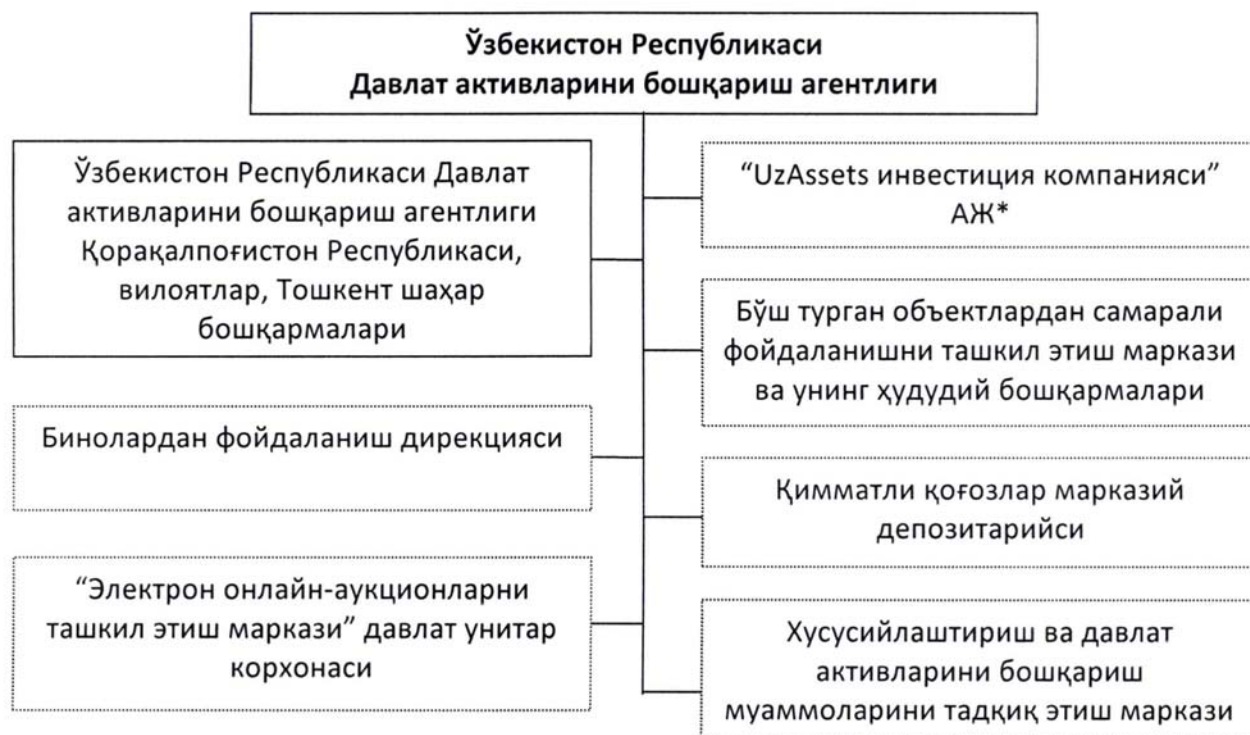 Ўзбекистон Республикаси
Давлат активларини бошқариш агентлиги
Ўзбекистон Республикаси Давлат
активларини бошқариш агентлиги
Қорақалпоғистон Республикаси,
вилоятлар, Тошкент шаҳар
бошқармалари
Бинолардан фойдаланиш дирекцияси
“Электрон онлайн-аукционларни
ташкил этиш маркази” давлат унитар
корхонаси
“UzAssets инвестиция компанияси”
АЖ*
Бўш турган объектлардан самарали
фойдаланишни ташкил этиш маркази
ва унинг ҳудудий бошқармалари
Қимматли қоғозлар марказий
депозитарийси
Хусусийлаштириш ва давлат
активларини бошқариш
муаммоларини тадқиқ этиш маркази